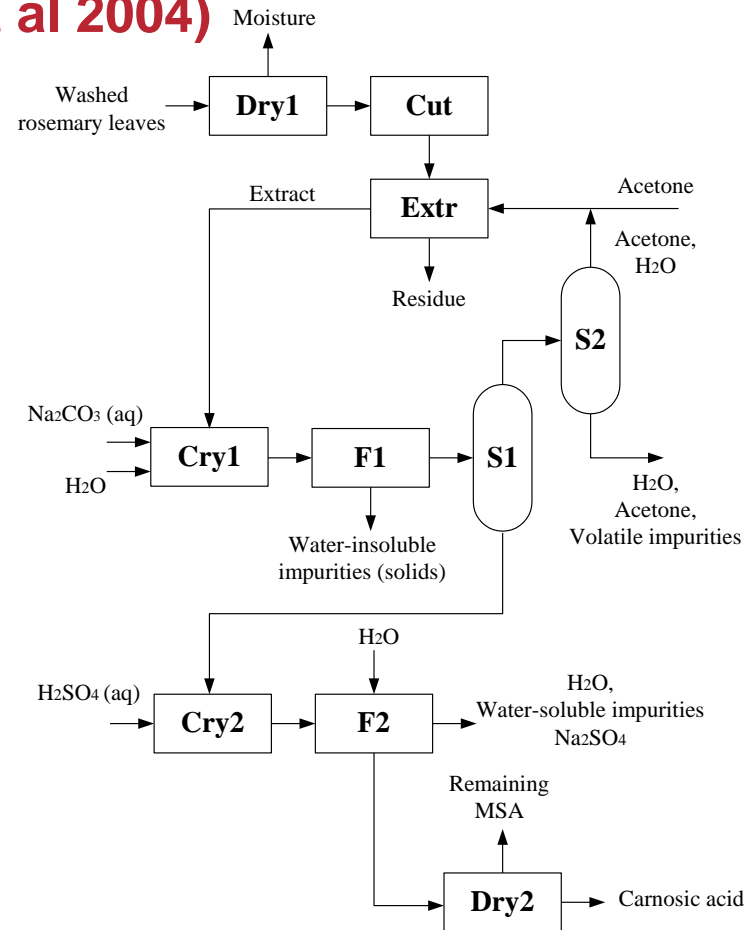 al 2004)
Moisture
Washed
rosemary leaves
Dry1
Cut
Extract
Extr
Acetone
Acetone,
H2O
Residue
S2
Na2CO3 (aq)
H2O
Cry1
F1
S1
Water-insoluble
impurities (solids)
H2O,
Acetone,
Volatile impurities
H2O
H2SO4 (aq)
Cry2
F2
H2O,
Water-soluble impurities
Na2SO4
Remaining
MSA
Dry2
Carnosic acid